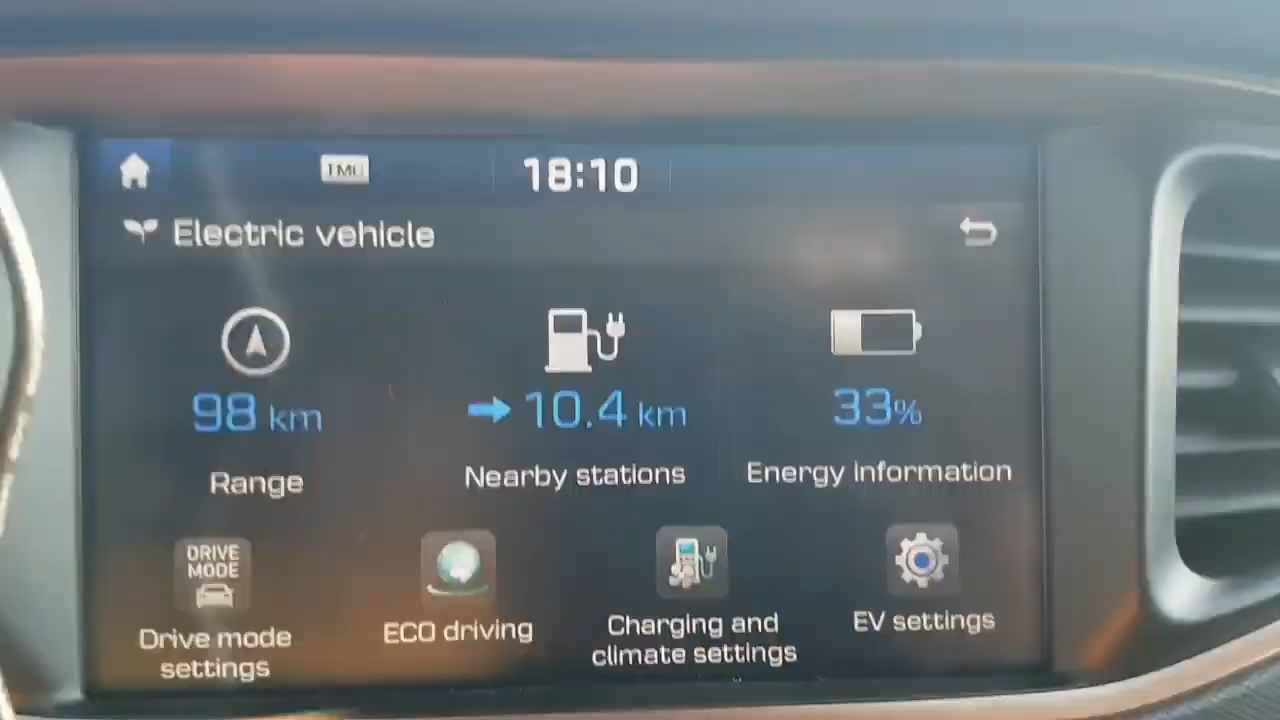 TMC
18:10
Electric vehicle
98 km
10.4 km
33%
Range
Nearby stations
Energy information
DRIVE
MODE
Drive mode
settings
ECO driving
Charging and
climate settings
EV settings